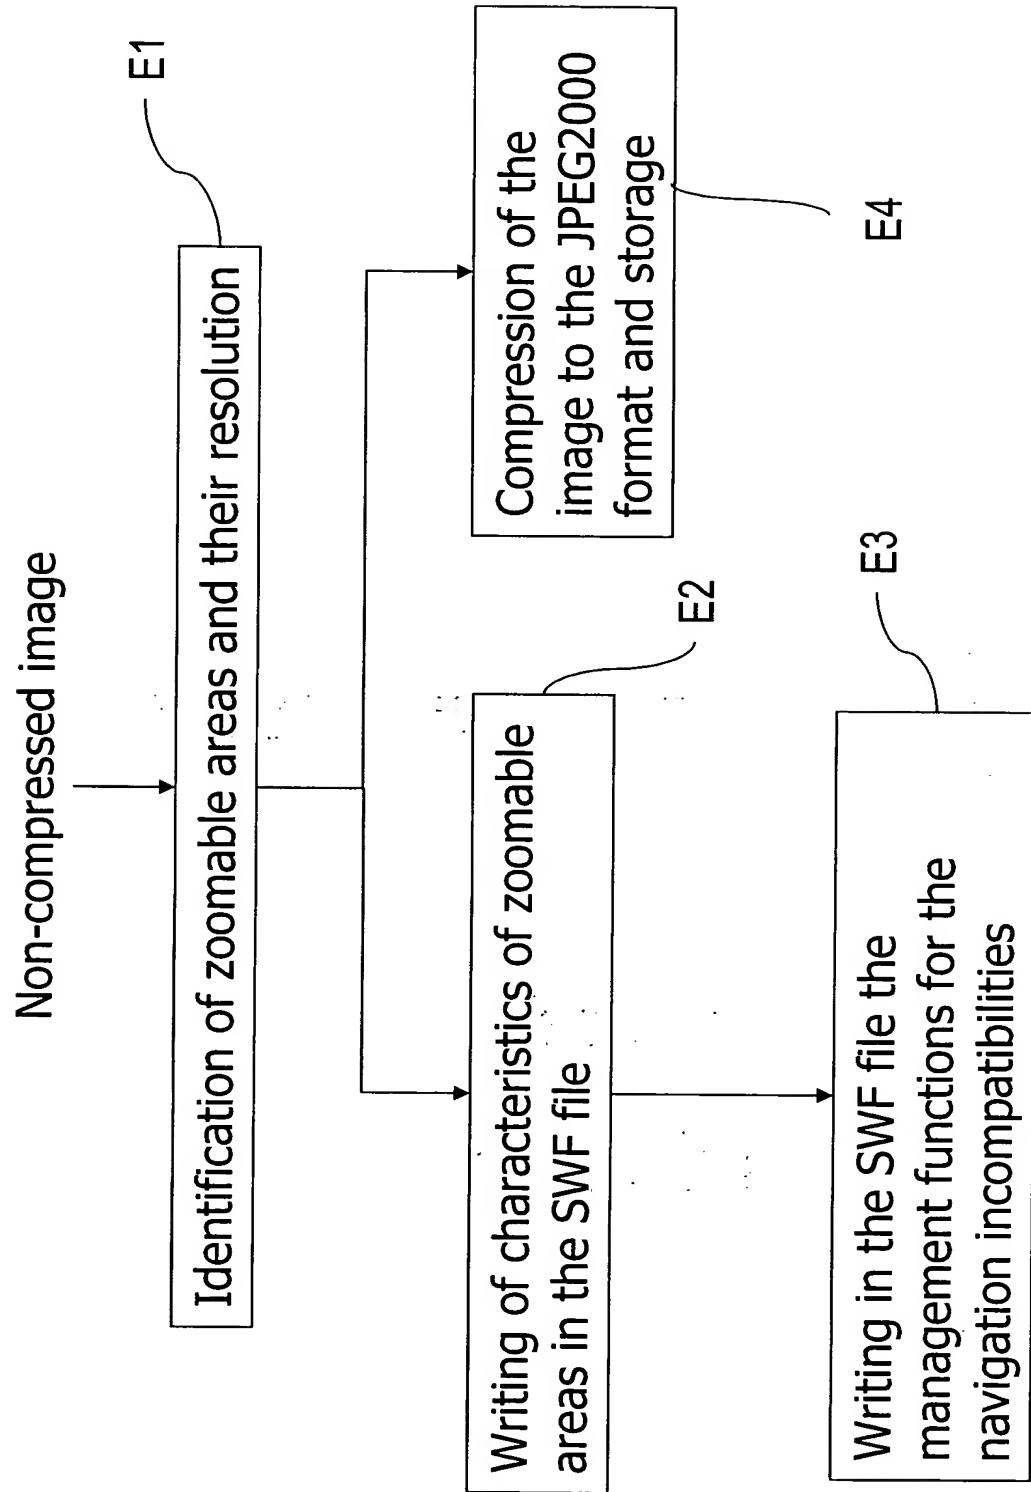 Non-compressed image
E1
Identification of zoomable areas and their resolution
Writing of characteristics of zoomable
areas in the SWF file
E2
Compression of the
image to the JPEG2000
format and storage
E4
Writing in the SWF file the
management functions for the
navigation incompatibilities
E3